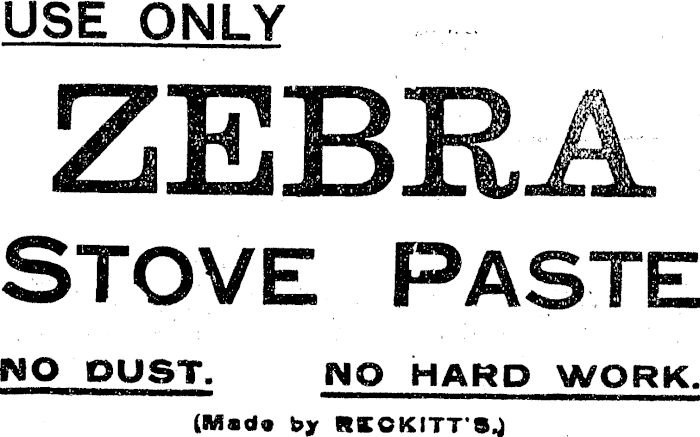 USE ONLY
ZEBRA
STOVE PASTE
NO DUST. NO HARD WORK.
(Made by RECKITT'S.)